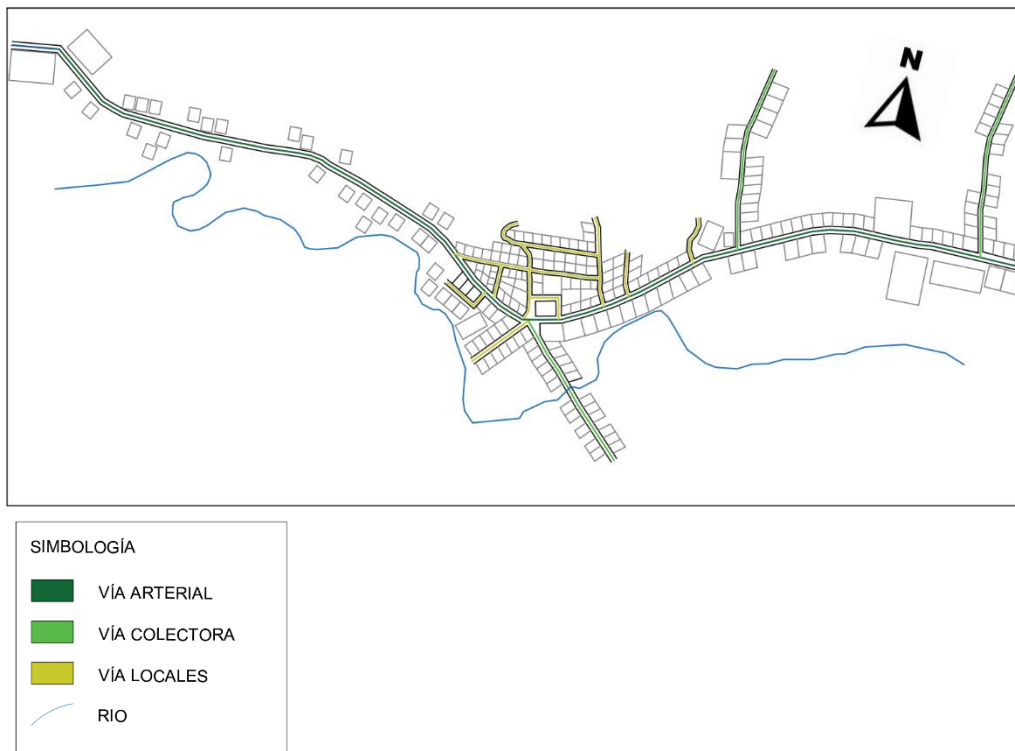 N
SIMBOLOGÍA
VÍA ARTERIAL
VÍA COLECTORA
VÍA LOCALES
RIO